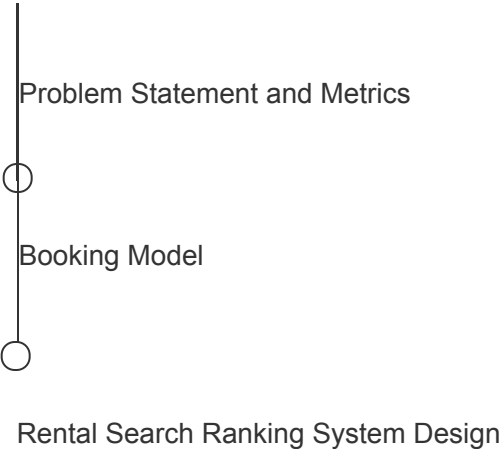 Problem Statement and Metrics
Booking Model
Rental Search Ranking System Design